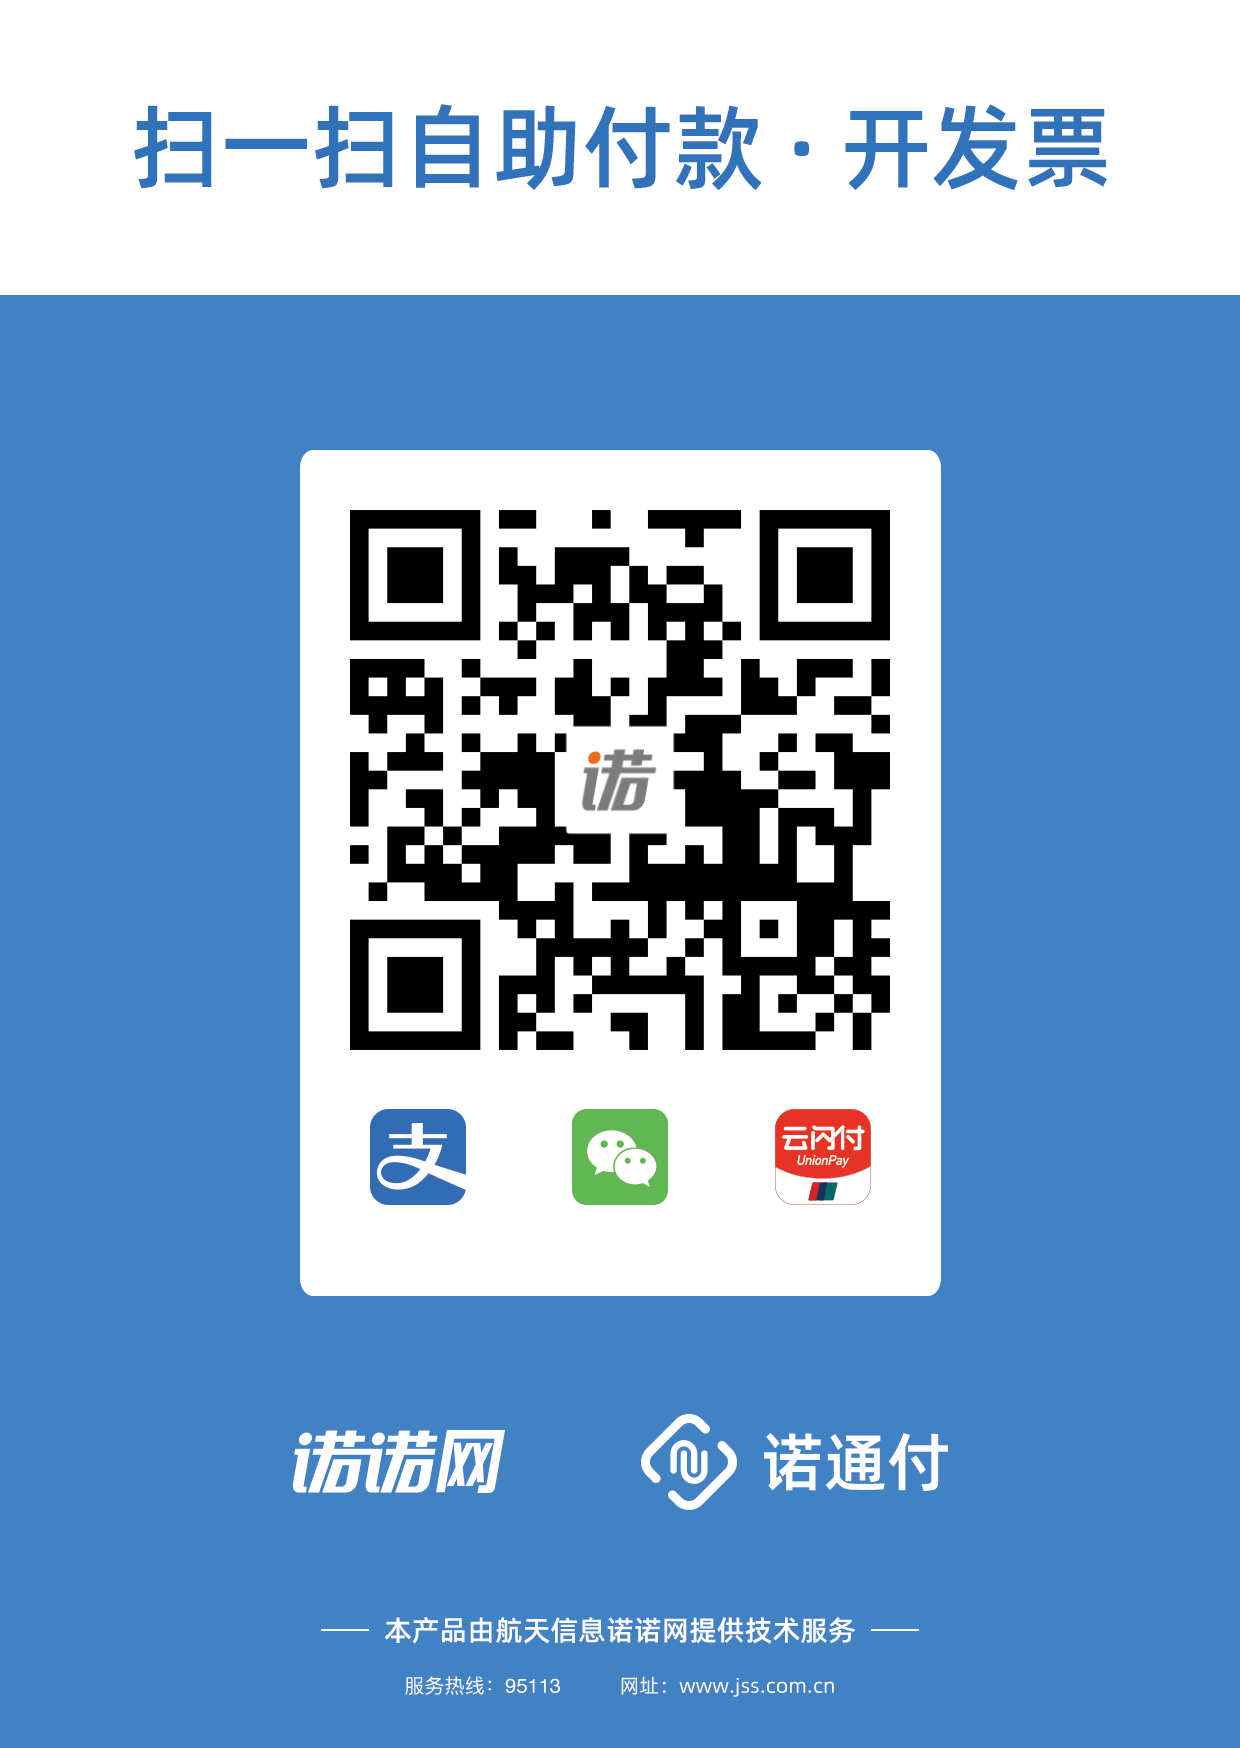 扫一扫自助付款·开发票
诺
支
云闪付
UnionPay
诺诺网
诺通付
本产品由航天信息诺诺网提供技术服务
服务热线：95113 网址：www.jss.com.cn